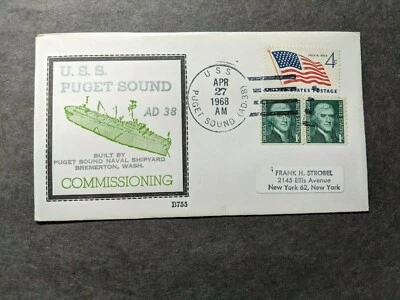 U.S.S.
PUGET SOUND
AD 38
BUILT BY
PUGET SOUND NAVAL SHIPYARD
BREMERTON, WASH.
COMMISSIONING
B755
U S S
APR
27
1968
AM
PUGET SOUND (AD-38)
4¢
UNITED STATES POSTAGE
FRANK H. STROBEL
2145 Ellis Avenue
New York 62, New York